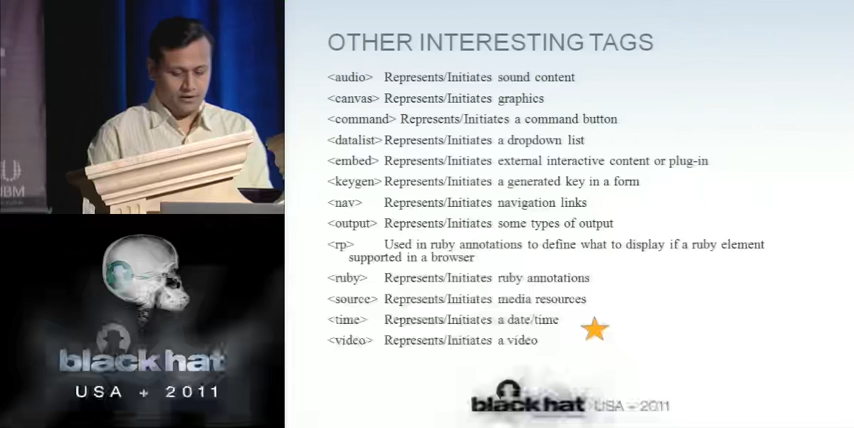 OTHER INTERESTING TAGS
<audio> Represents/Initiates sound content
<canvas> Represents/Initiates graphics
<command> Represents/Initiates a command button
<datalist> Represents/Initiates a dropdown list
<embed> Represents/Initiates external interactive content or plug-in
<keygen> Represents/Initiates a generated key in a form
<nav> Represents/Initiates navigation links
<output> Represents/Initiates some types of output
<rp> Used in ruby annotations to define what to display if a ruby element
supported in a browser
<ruby> Represents/Initiates ruby annotations
<source> Represents/Initiates media resources
<time> Represents/Initiates a date/time
<video> Represents/Initiates a video
black hat
USA + 2011
black hat USA + 2011
UBM